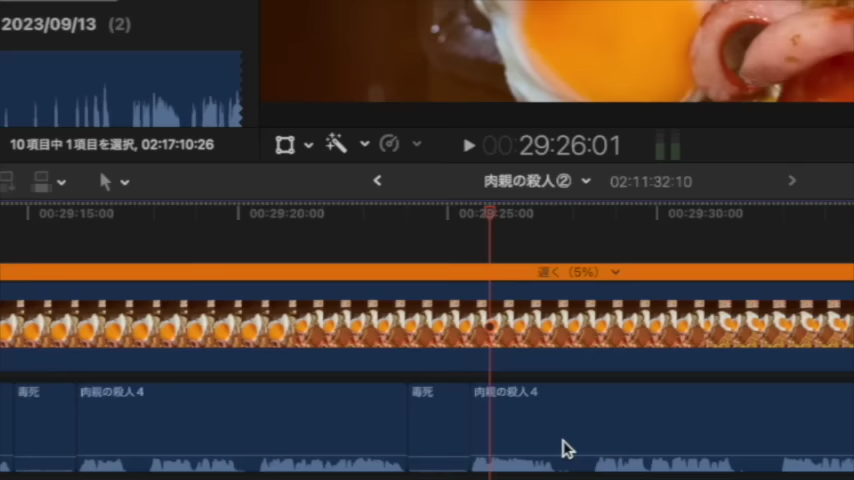 2023/09/13 (2)
10項目中1項目を選択, 02:17:10:26
00:29:26:01
肉親の殺人② 02:11:32:10
00:29:15:00 00:29:20:00 00:29:25:00 00:29:30:00
遅く（5%）
毒死 肉親の殺人4 毒死 肉親の殺人4